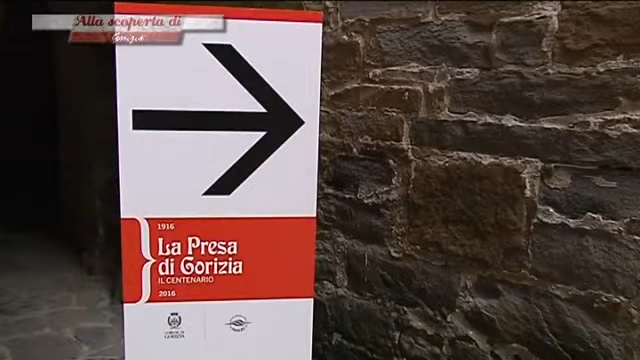 Alla scoperta di
Gorizia
1916
La Presa
di Gorizia
IL CENTENARIO
2016
COMUNE DI
GORIZIA